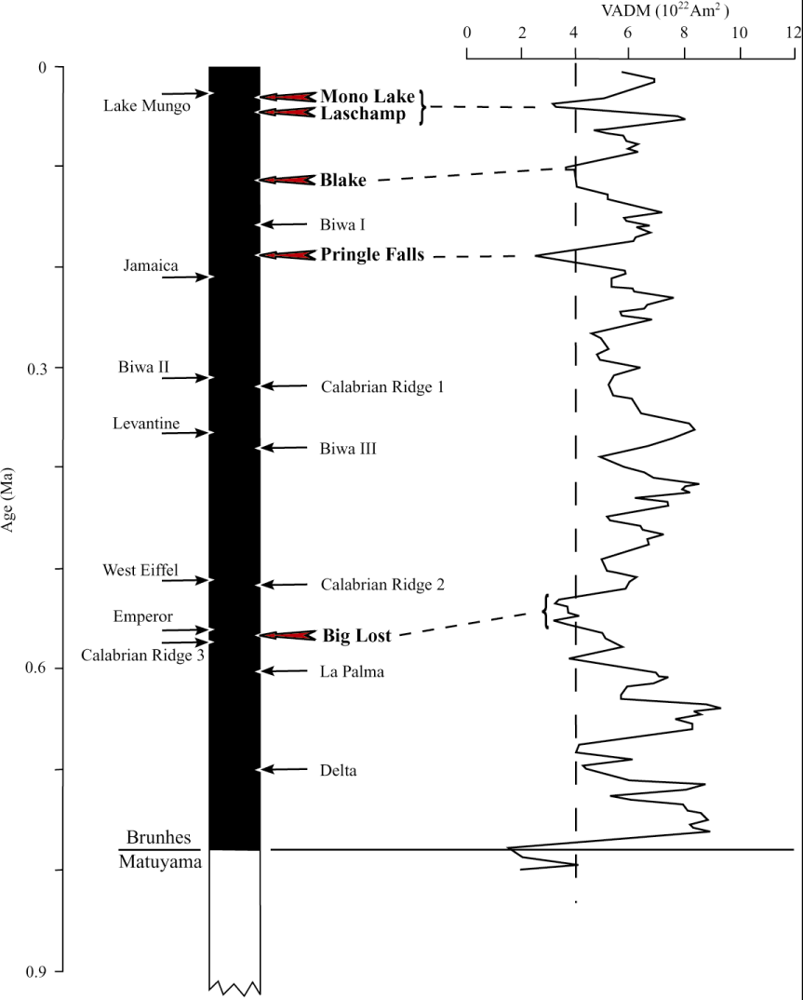 VADM (10²²Am²)
0 2 4 6 8 10 12
0
Lake Mungo
Mono Lake
Laschamp
Blake
Biwa I
Pringle Falls
Jamaica
0.3
Biwa II
Calabrian Ridge 1
Levantine
Biwa III
Age (Ma)
West Eiffel
Calabrian Ridge 2
Emperor
Big Lost
Calabrian Ridge 3
0.6
La Palma
Delta
Brunhes
Matuyama
0.9